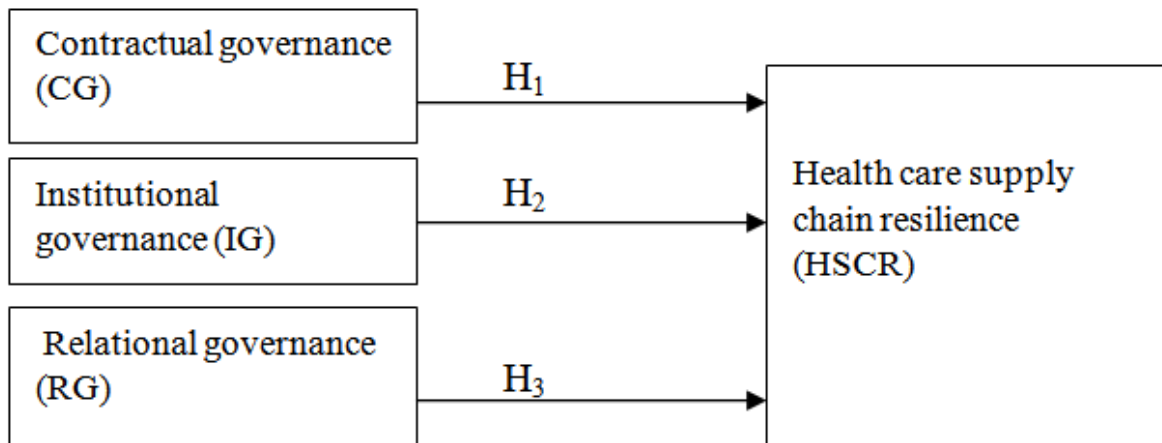 Contractual governance
(CG)
H₁
Institutional
governance (IG)
H₂
Relational governance
(RG)
H₃
Health care supply
chain resilience
(HSCR)